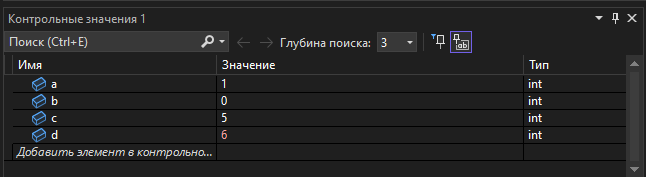 Контрольные значения 1
Поиск (Ctrl+E) Глубина поиска: 3
Имя Значение Тип
a 1 int
b 0 int
c 5 int
d 6 int
Добавить элемент в контрольно...